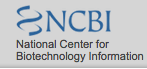 NCBI
National Center for
Biotechnology Information